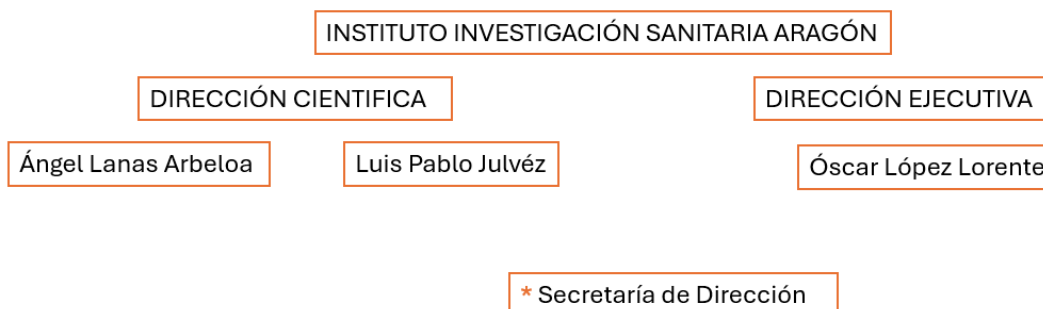 INSTITUTO INVESTIGACIÓN SANITARIA ARAGÓN
DIRECCIÓN CIENTIFICA
DIRECCIÓN EJECUTIVA
Ángel Lanas Arbeloa
Luis Pablo Julvéz
Óscar López Lorente
* Secretaría de Dirección